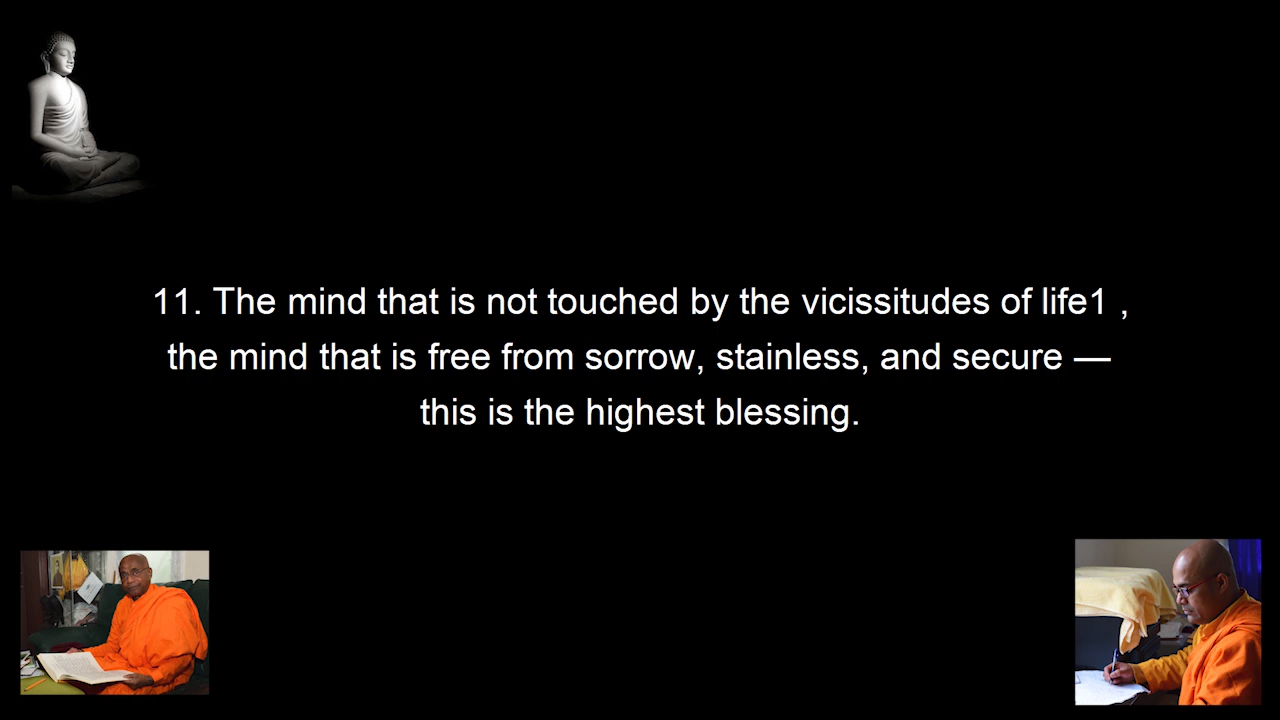 11. The mind that is not touched by the vicissitudes of life1 ,
the mind that is free from sorrow, stainless, and secure —
this is the highest blessing.